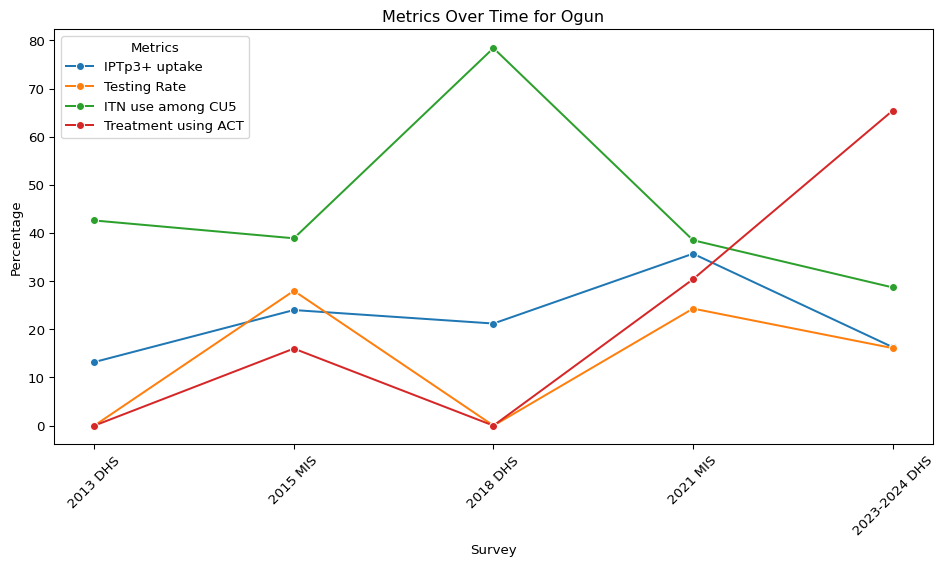 Metrics Over Time for Ogun
Metrics
IPTp3+ uptake
Testing Rate
ITN use among CU5
Treatment using ACT
Percentage
80
70
60
50
40
30
20
10
0
2013 DHS
2015 MIS
2018 DHS
2021 MIS
2023-2024 DHS
Survey